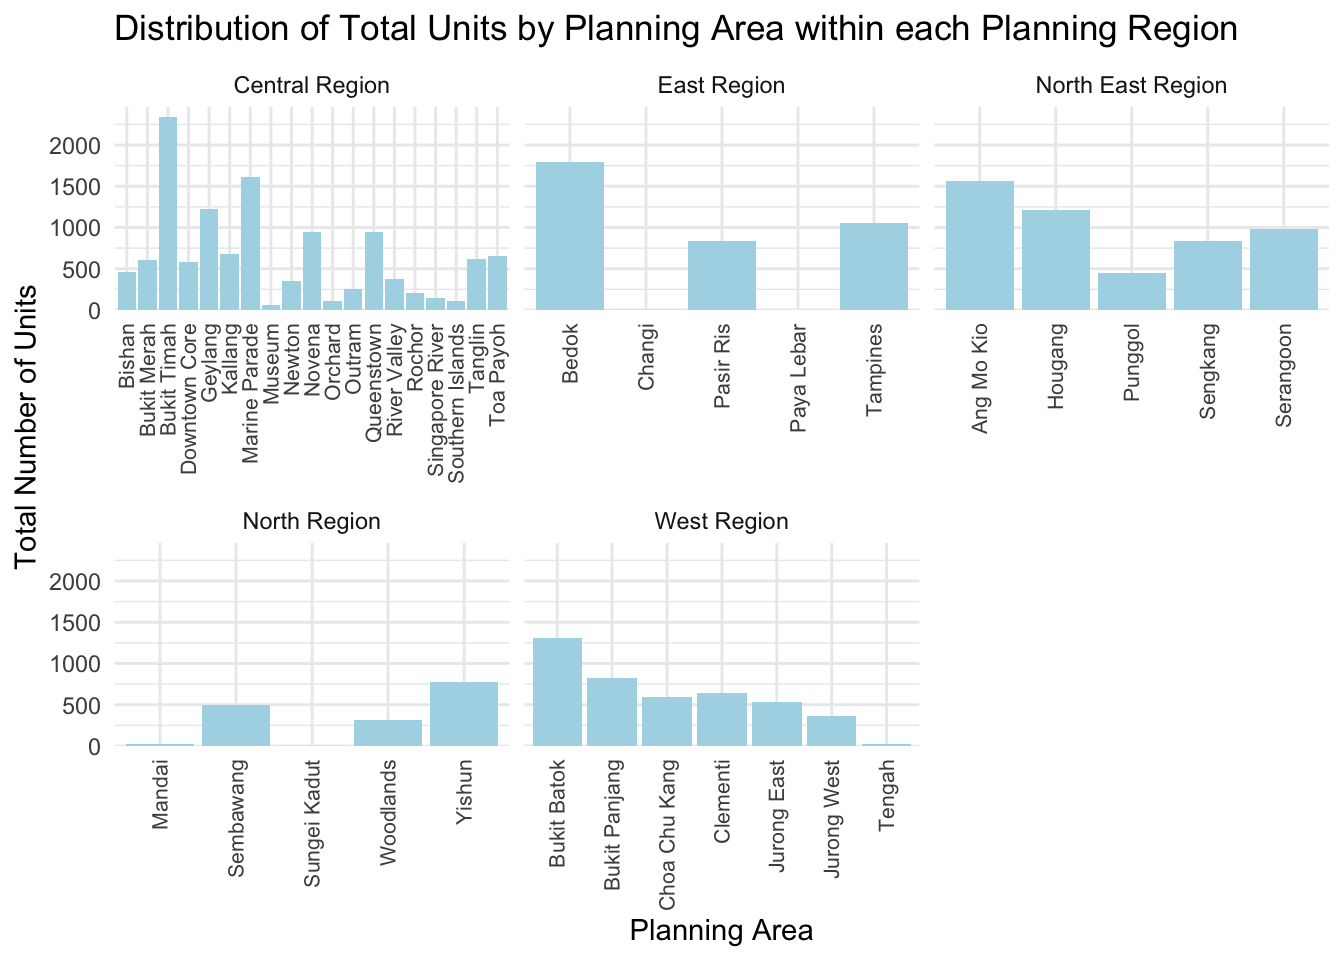 Distribution of Total Units by Planning Area within each Planning Region
Central Region
East Region
North East Region
Total Number of Units
2000
1500
1000
500
0
Bishan
Bukit Merah
Bukit Timah
Downtown Core
Geylang
Kallang
Marine Parade
Museum
Newton
Novena
Orchard
Outram
Queenstown
River Valley
Rochor
Singapore River
Southern Islands
Tanglin
Toa Payoh
Bedok
Changi
Pasir Ris
Paya Lebar
Tampines
Ang Mo Kio
Hougang
Punggol
Sengkang
Serangoon
North Region
West Region
2000
1500
1000
500
0
Mandai
Sembawang
Sungei Kadut
Woodlands
Yishun
Bukit Batok
Bukit Panjang
Choa Chu Kang
Clementi
Jurong East
Jurong West
Tengah
Planning Area